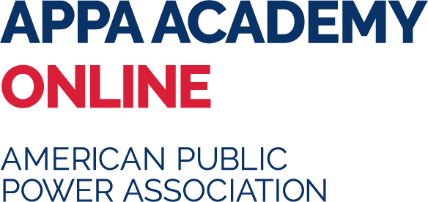 APPA ACADEMY
ONLINE
AMERICAN PUBLIC
POWER ASSOCIATION